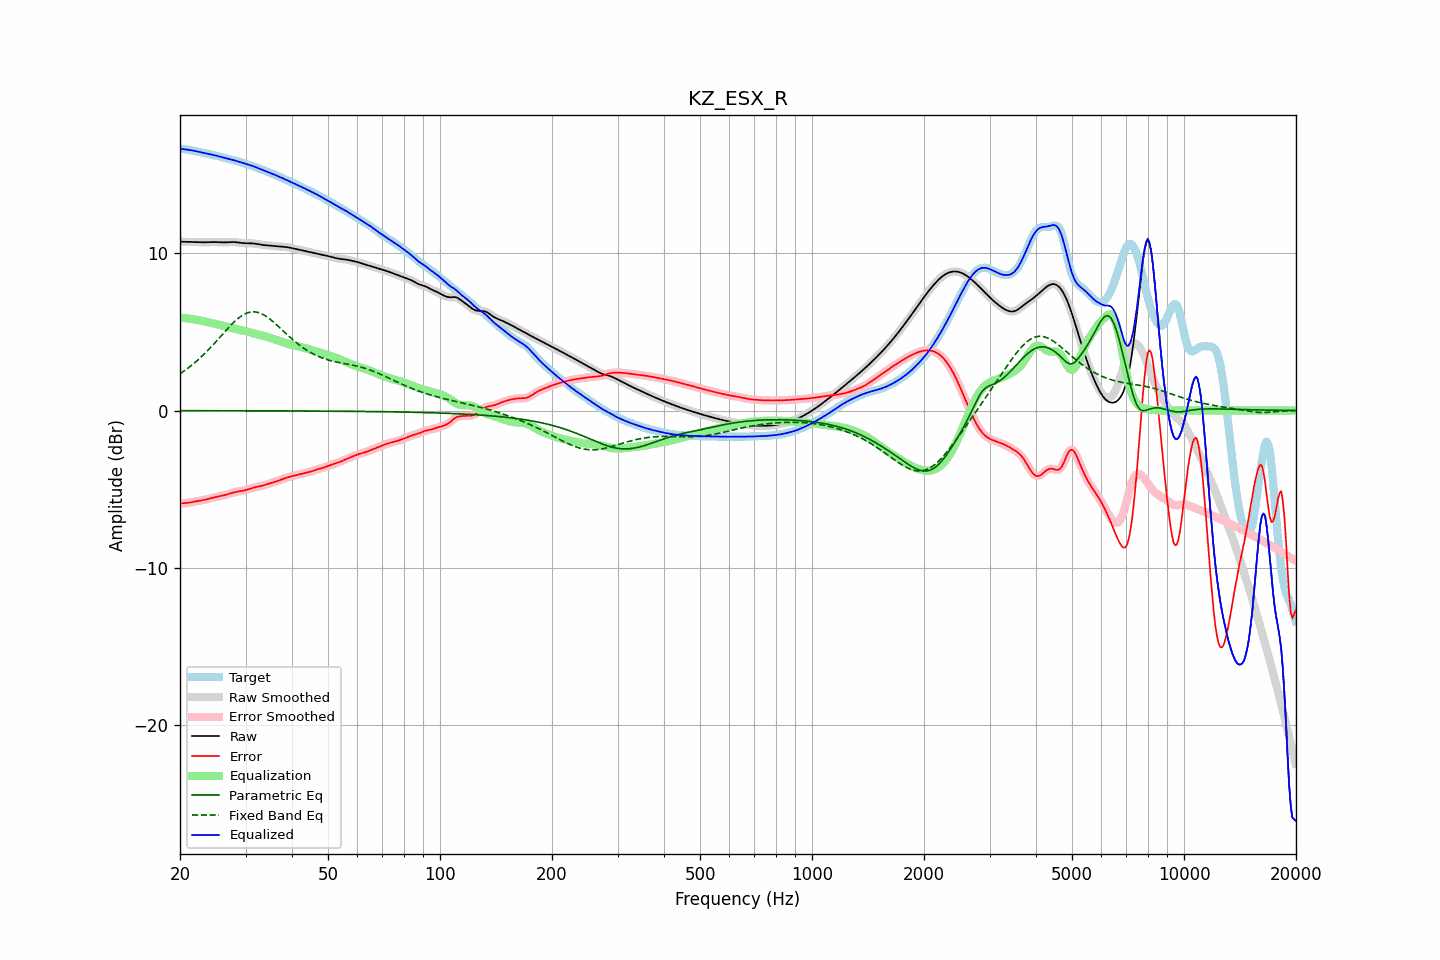 KZ_ESX_R
Amplitude (dBr)
10
0
−10
−20
Target
Raw Smoothed
Error Smoothed
Raw
Error
Equalization
Parametric Eq
Fixed Band Eq
Equalized
20 50 100 200 500 1000 2000 5000 10000 20000
Frequency (Hz)